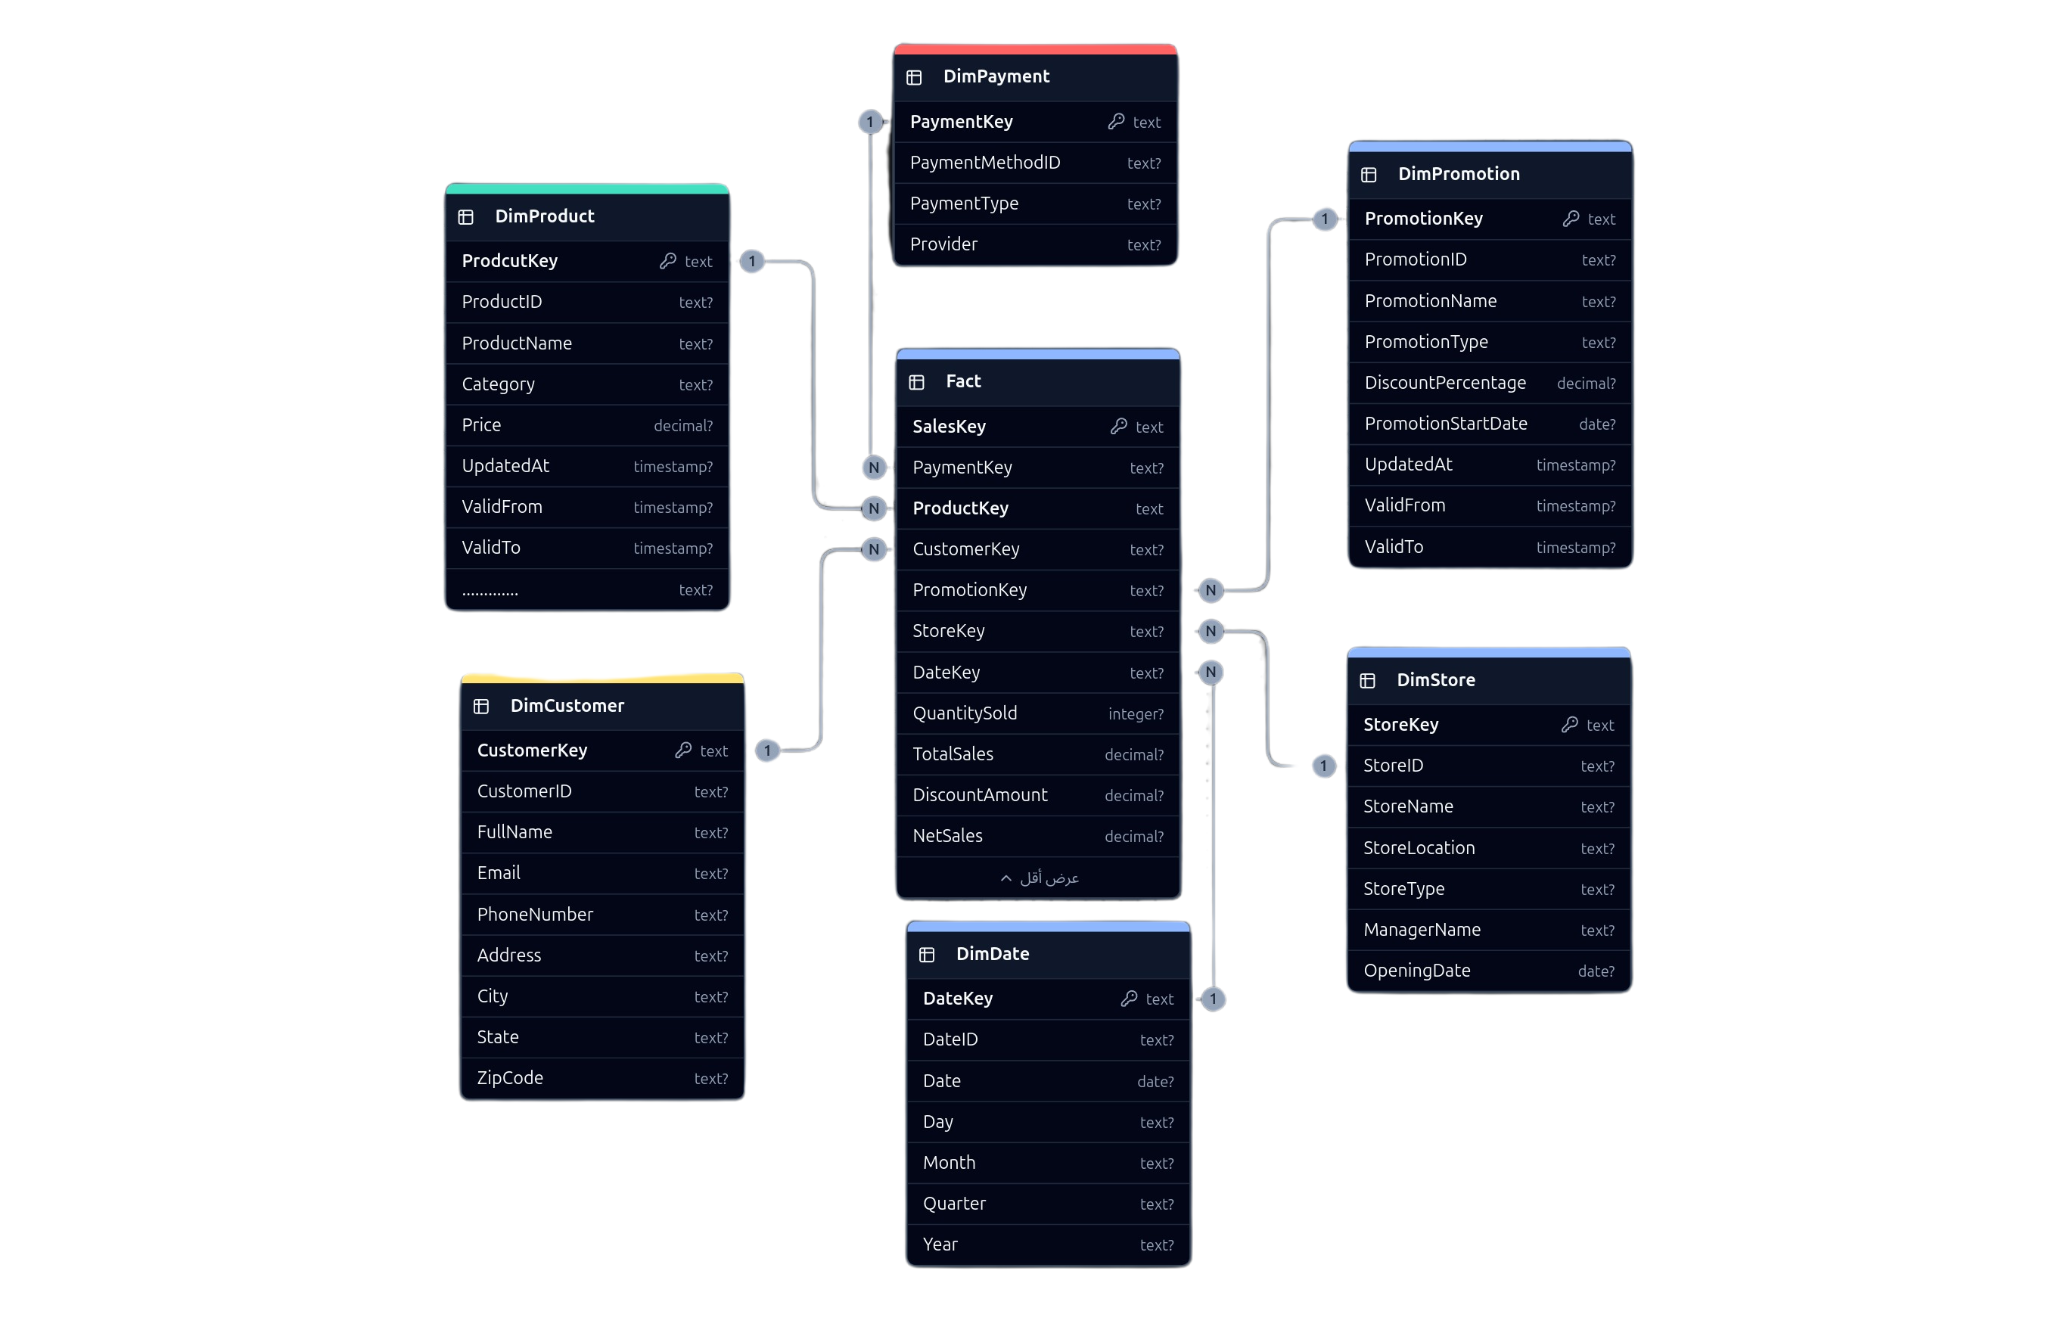 DimPayment
PaymentKey text
PaymentMethodID text?
PaymentType text?
Provider text?
1
N
DimProduct
ProdcutKey text
ProductID text?
ProductName text?
Category text?
Price decimal?
UpdatedAt timestamp?
ValidFrom timestamp?
ValidTo timestamp?
............. text?
1
N
DimPromotion
PromotionKey text
PromotionID text?
PromotionName text?
PromotionType text?
DiscountPercentage decimal?
PromotionStartDate date?
UpdatedAt timestamp?
ValidFrom timestamp?
ValidTo timestamp?
1
N
Fact
SalesKey text
PaymentKey text?
ProductKey text
CustomerKey text?
PromotionKey text?
StoreKey text?
DateKey text?
QuantitySold integer?
TotalSales decimal?
DiscountAmount decimal?
NetSales decimal?
عرض أقل
DimCustomer
CustomerKey text
CustomerID text?
FullName text?
Email text?
PhoneNumber text?
Address text?
City text?
State text?
ZipCode text?
1
N
DimStore
StoreKey text
StoreID text?
StoreName text?
StoreLocation text?
StoreType text?
ManagerName text?
OpeningDate date?
1
N
DimDate
DateKey text
DateID text?
Date date?
Day text?
Month text?
Quarter text?
Year text?
1
N